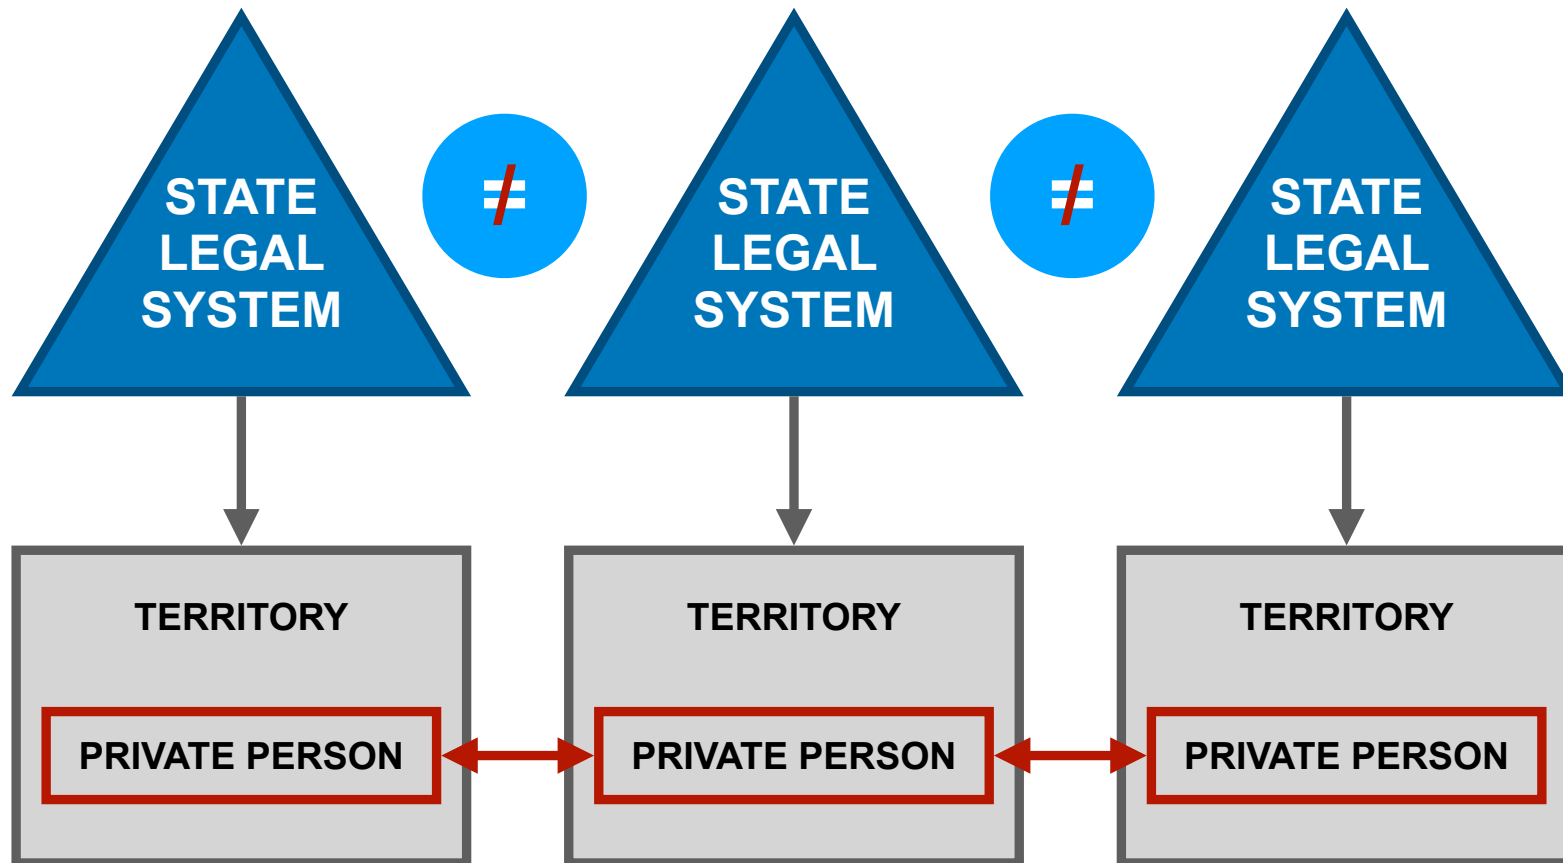 STATE
LEGAL
SYSTEM
≠
STATE
LEGAL
SYSTEM
≠
STATE
LEGAL
SYSTEM
TERRITORY
TERRITORY
TERRITORY
PRIVATE PERSON
PRIVATE PERSON
PRIVATE PERSON